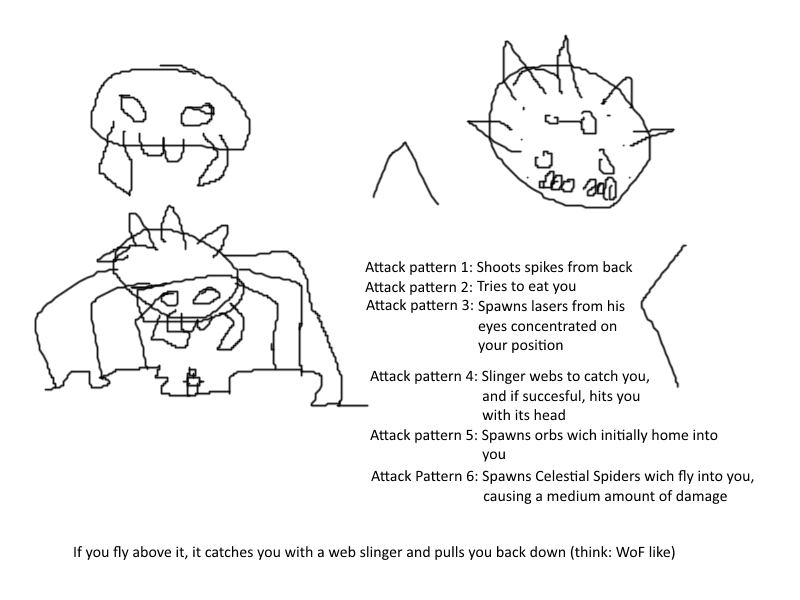 Attack pattern 1: Shoots spikes from back
Attack pattern 2: Tries to eat you
Attack pattern 3: Spawns lasers from his
eyes concentrated on
your position
Attack pattern 4: Slinger webs to catch you,
and if succesful, hits you
with its head
Attack pattern 5: Spawns orbs wich initially home into
you
Attack Pattern 6: Spawns Celestial Spiders wich fly into you,
causing a medium amount of damage
If you fly above it, it catches you with a web slinger and pulls you back down (think: WoF like)